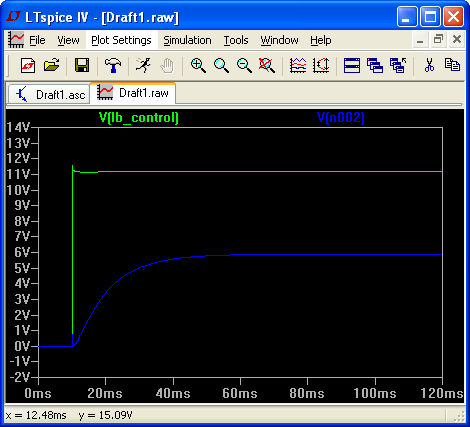 LTspice IV - [Draft1.raw]
File View Plot Settings Simulation Tools Window Help
Draft1.asc Draft1.raw
V(lb_control) V(n002)
14V
13V
12V
11V
10V
9V
8V
7V
6V
5V
4V
3V
2V
1V
0V
-1V
-2V
0ms 20ms 40ms 60ms 80ms 100ms 120ms
x = 12.48ms y = 15.09V